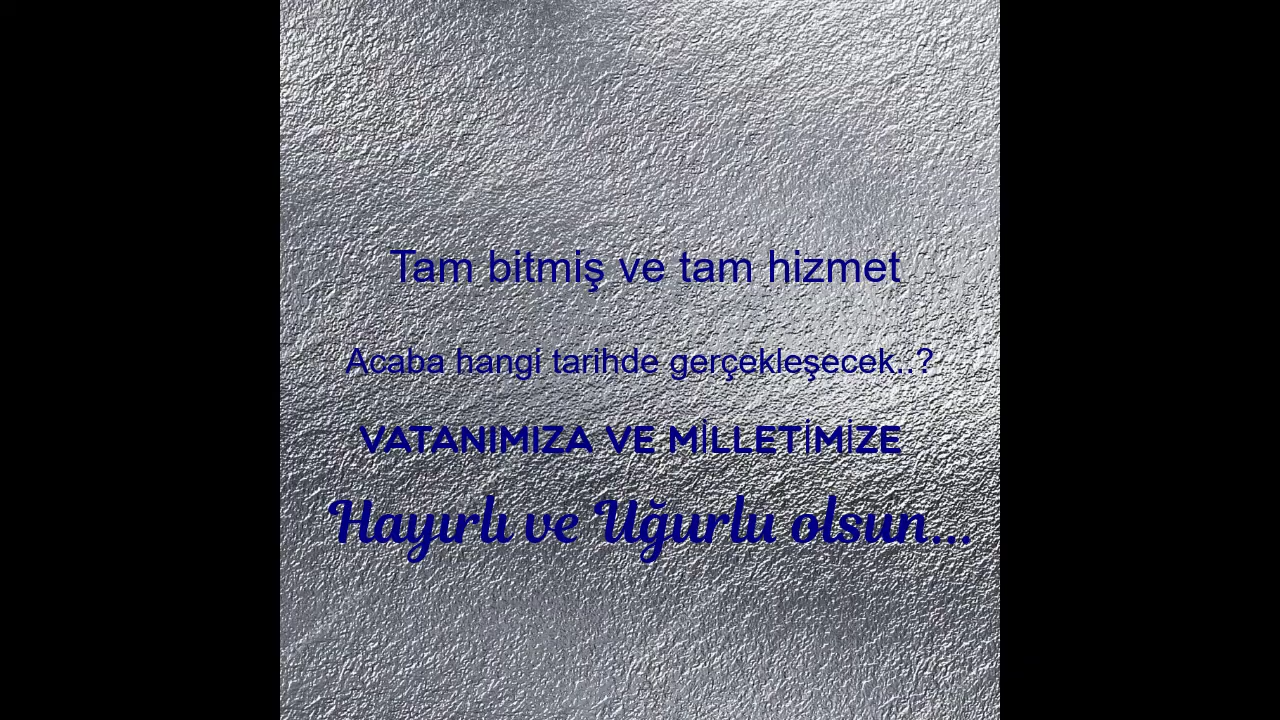 Tam bitmiş ve tam hizmet
Acaba hangi tarihde gerçekleşecek..?
VATANIMIZA VE MİLLETİMİZE
Hayırlı ve Uğurlu olsun...